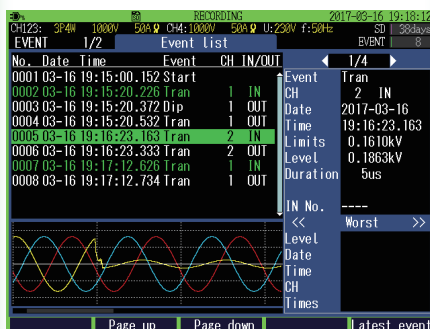 RECORDING 2017-03-16 19:18:12
CH123: 3P4W 1000V 50A CH4:1000V 50A U:230V f:50Hz SD 38days
EVENT 1/2 Event list EVENT 8
No. Date Time Event CH IN/OUT
0001 03-16 19:15:00.152 Start
0002 03-16 19:15:20.226 Tran 1 IN
0003 03-16 19:15:20.372 Dip 1 OUT
0004 03-16 19:15:20.532 Tran 1 OUT
0005 03-16 19:16:23.163 Tran 2 IN
0006 03-16 19:16:23.333 Tran 2 OUT
0007 03-16 19:17:12.626 Tran 1 IN
0008 03-16 19:17:12.734 Tran 1 OUT
1/4
Event Tran
CH 2 IN
Date 2017-03-16
Time 19:16:23.163
Limits 0.1610kV
Level 0.1863kV
Duration 5us
IN No. ----
<< Worst >>
Level
Date
Time
CH
Times
Page up Page down Latest event